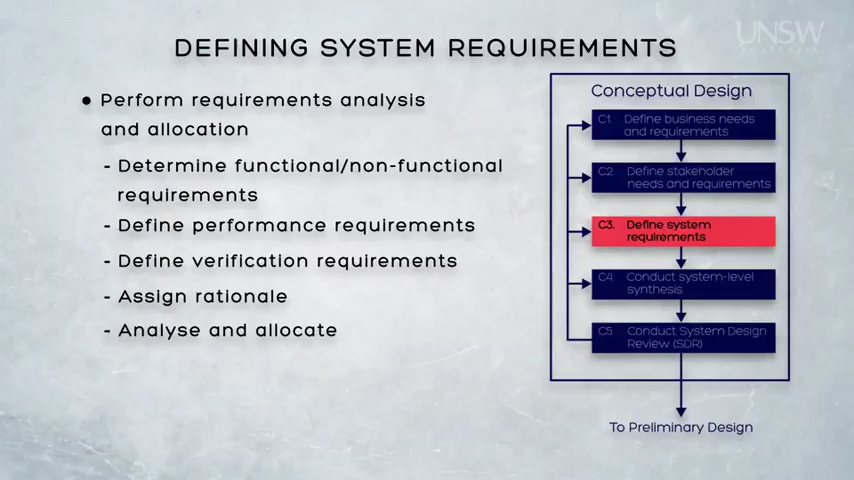 UNSW
DEFINING SYSTEM REQUIREMENTS
● Perform requirements analysis
and allocation
- Determine functional/non-functional
requirements
- Define performance requirements
- Define verification requirements
- Assign rationale
- Analyse and allocate
Conceptual Design
C1. Define business needs
and requirements
C2. Define stakeholder
needs and requirements
C3. Define system
requirements
C4. Conduct system-level
synthesis
C5. Conduct System Design
Review (SDR)
To Preliminary Design